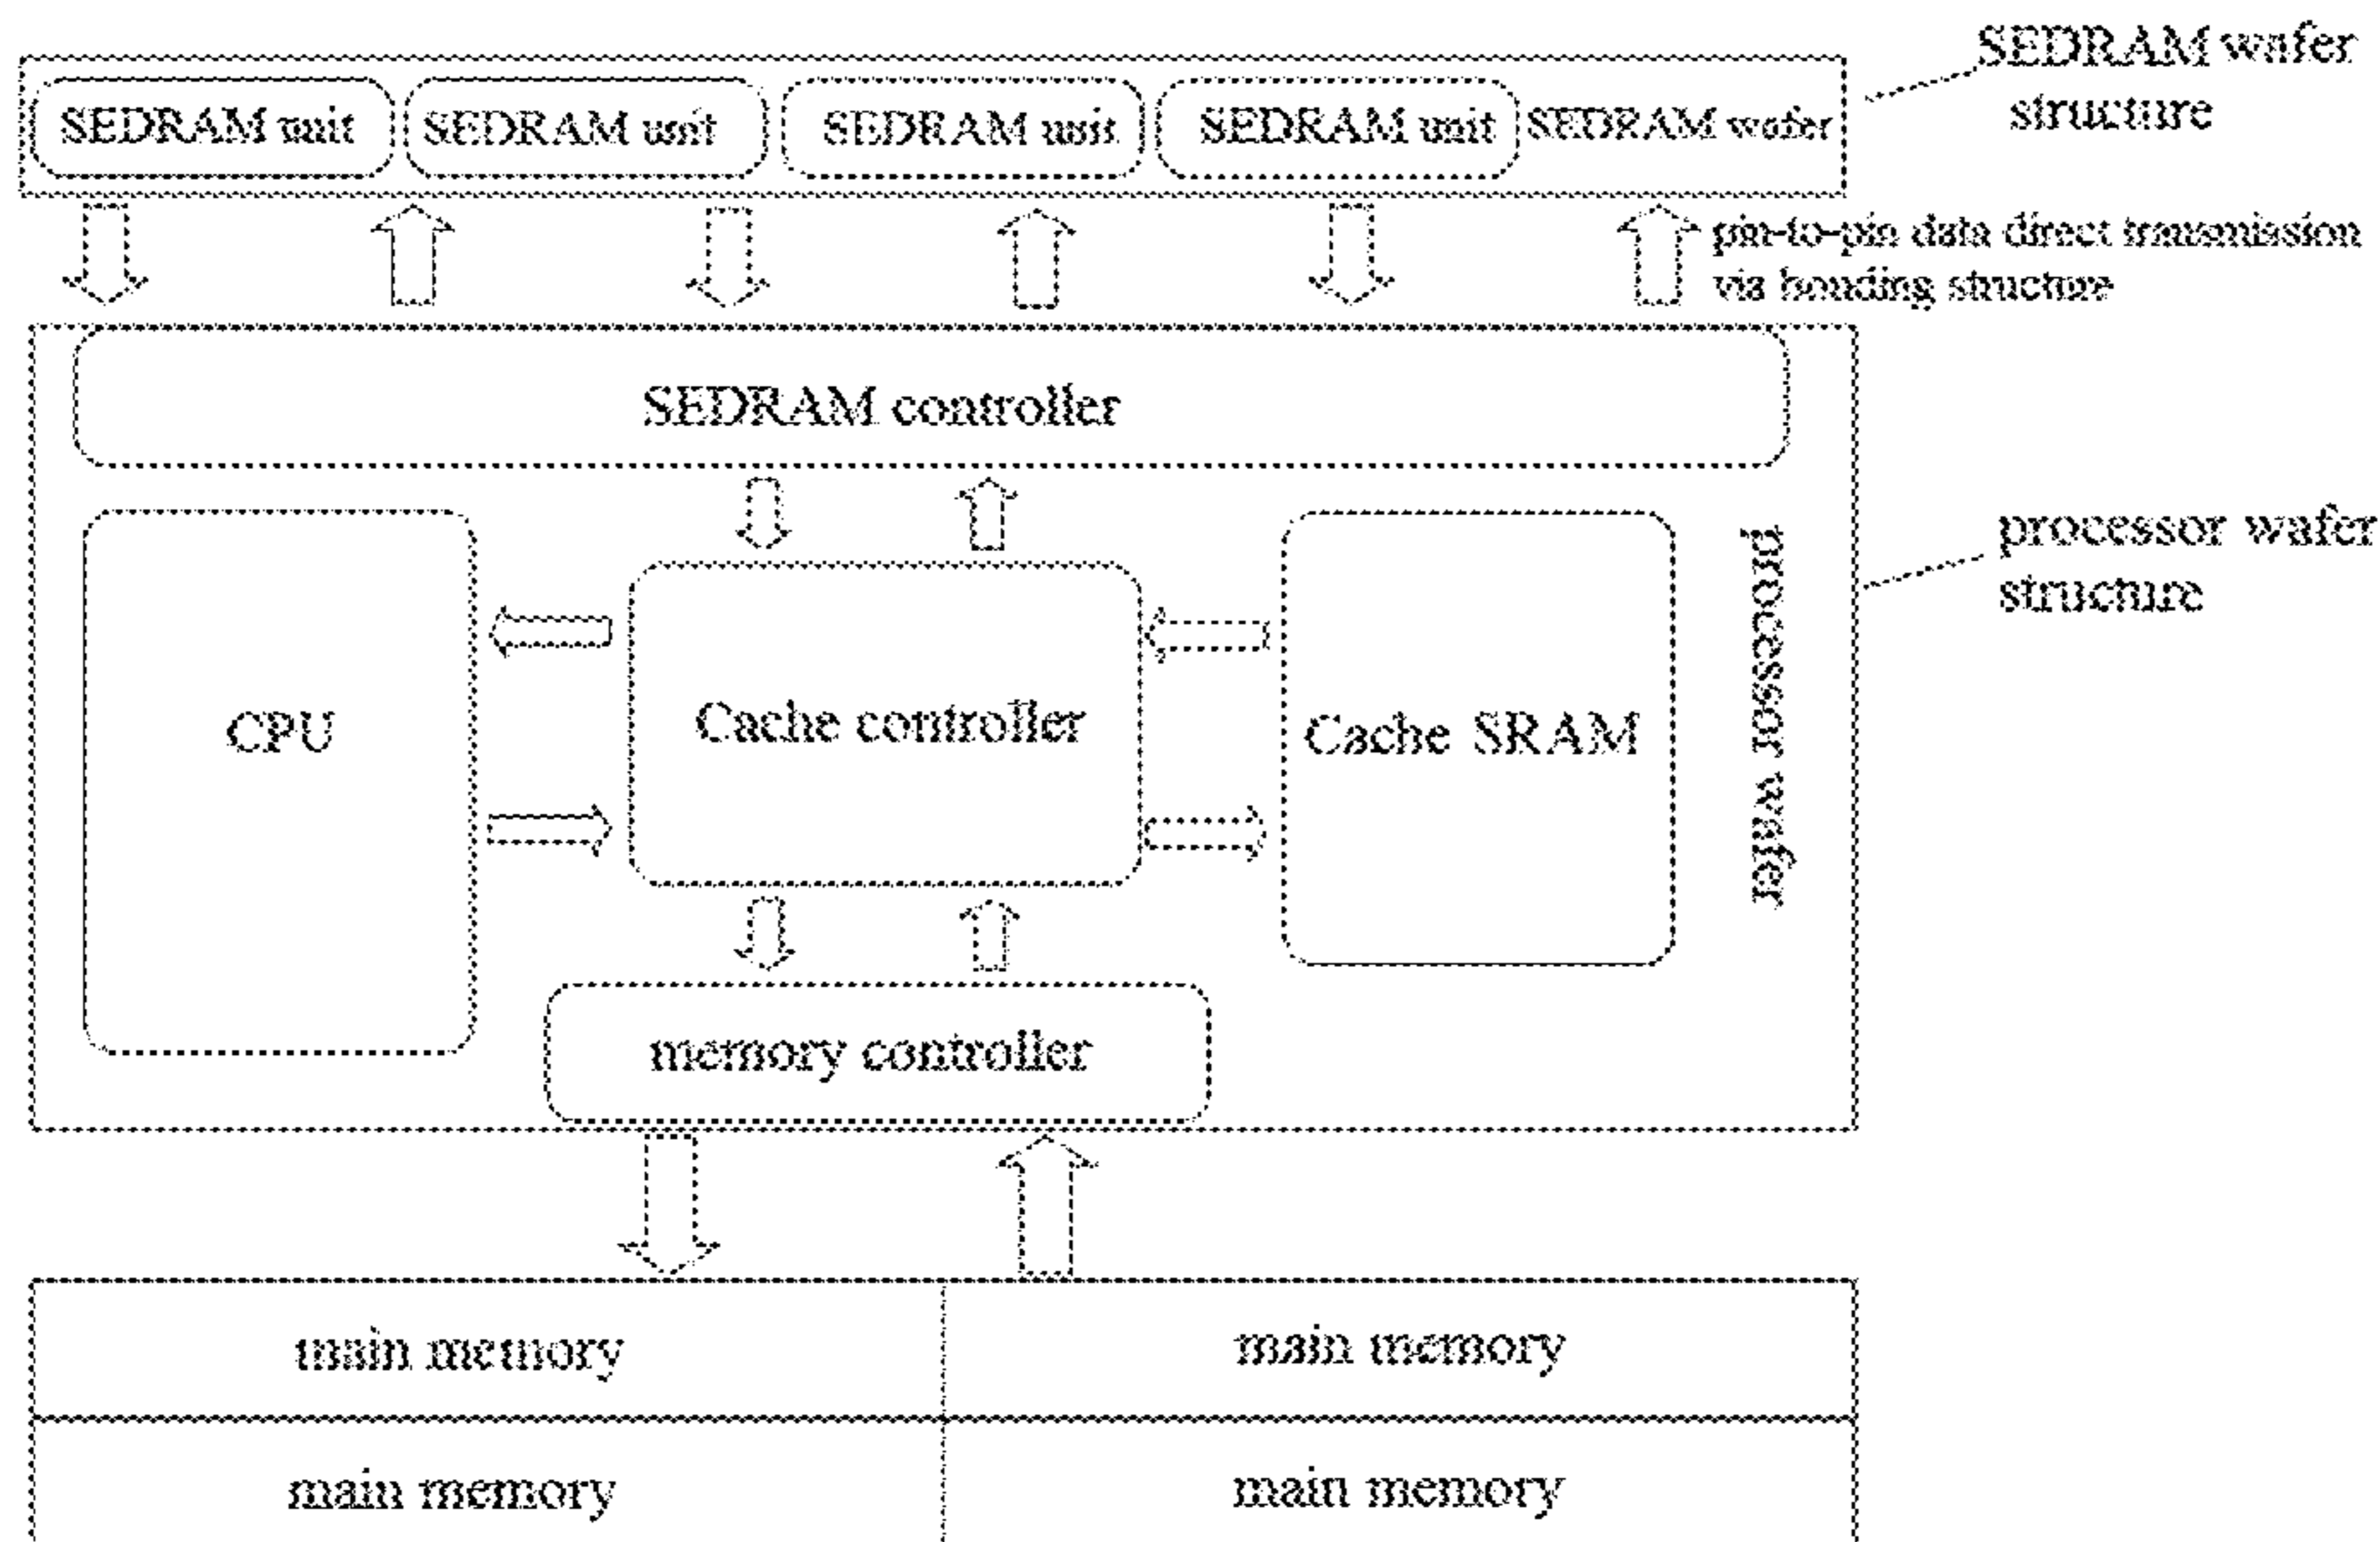 SEDRAM wafer
structure
SEDRAM unit
SEDRAM unit
SEDRAM unit
SEDRAM unit
SEDRAM wafer
pin-to-pin data direct transmission
via bonding structure
SEDRAM controller
processor wafer
structure
processor wafer
CPU
Cache controller
Cache SRAM
memory controller
main memory
main memory
main memory
main memory